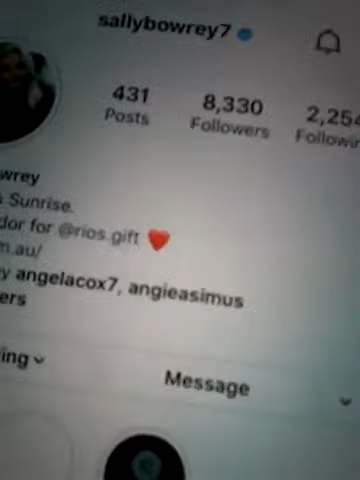 sallybowrey7
431 8,330 2,254
Posts Followers Followin
wrey
Sunrise.
dor for @rios.gift ❤️
m.au/
y angelacox7, angieasimus
ers
ing
Message